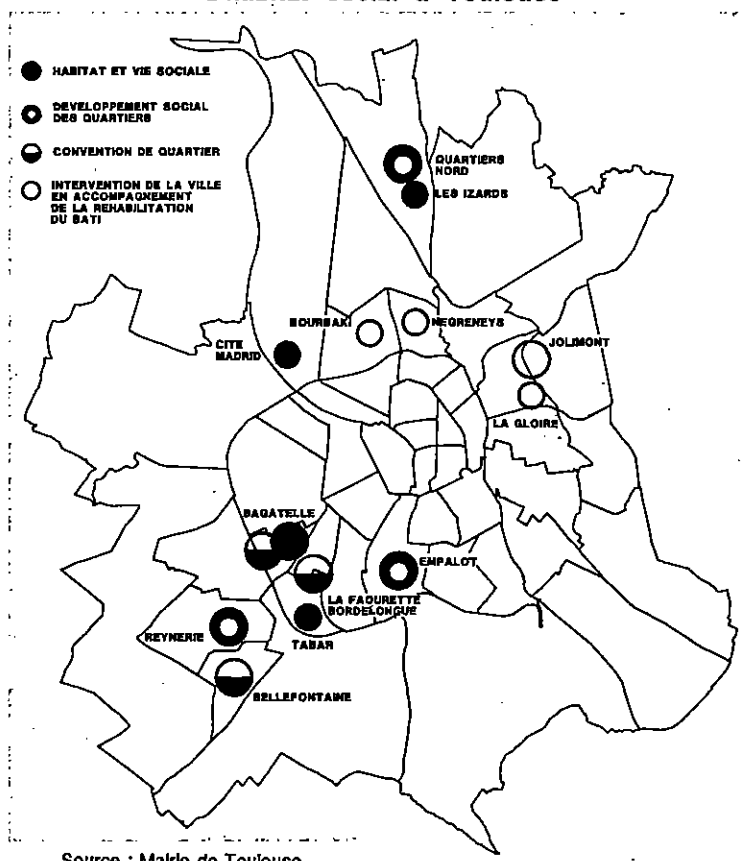 à Toulouse
HABITAT ET VIE SOCIALE
DEVELOPPEMENT SOCIAL
DES QUARTIERS
CONVENTION DE QUARTIER
INTERVENTION DE LA VILLE
EN ACCOMPAGNEMENT
DE LA REHABILITATION
DU BATI
QUARTIERS
NORD
LES IZARDS
BOURBAKI
NEGRENEYS
CITE
MADRID
JOLIMONT
LA GLOIRE
BAGATELLE
EMPALOT
LA FAOURETTE
BORDELONGUE
REYNERIE
TABAR
BELLEFONTAINE
Source : Mairie de Toulouse